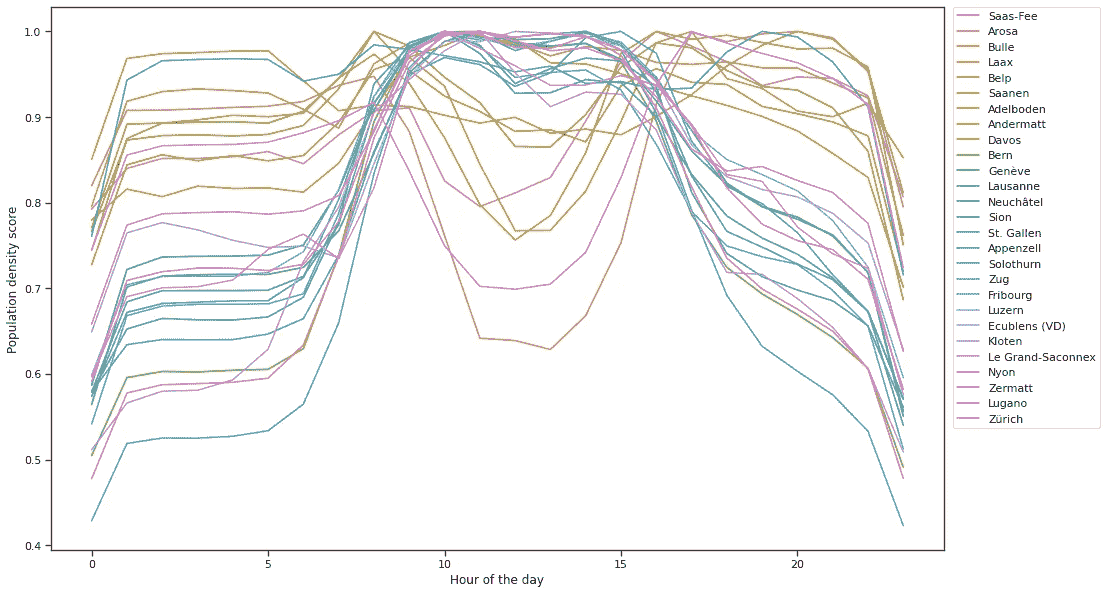 1.0
0.9
0.8
0.7
0.6
0.5
0.4
Population density score
0
5
10
15
20
Hour of the day
Saas-Fee
Arosa
Bulle
Laax
Belp
Saanen
Adelboden
Andermatt
Davos
Bern
Genève
Lausanne
Neuchâtel
Sion
St. Gallen
Appenzell
Solothurn
Zug
Fribourg
Luzern
Ecublens (VD)
Kloten
Le Grand-Saconnex
Nyon
Zermatt
Lugano
Zürich